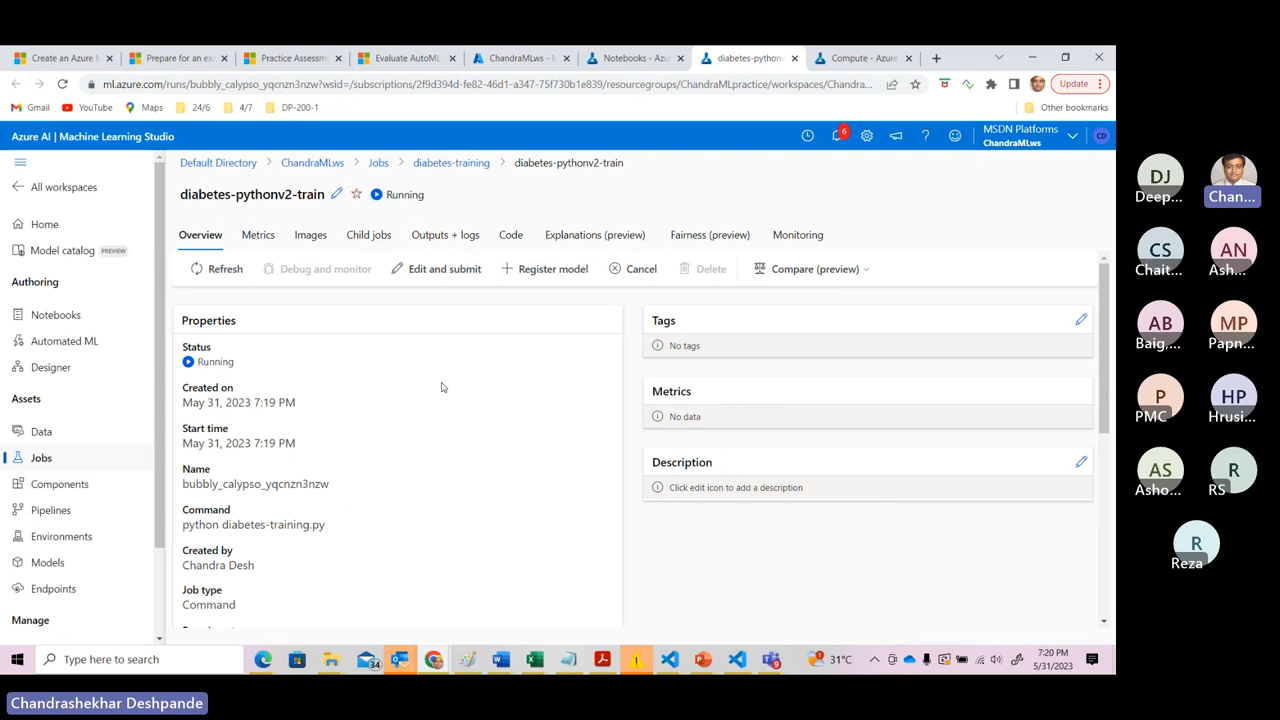 Create an Azure M
Prepare for an exa
Practice Assessme
Evaluate AutoML
ChandraMLws - M
Notebooks - Azur
diabetes-pythonv
Compute - Azure
ml.azure.com/runs/bubbly_calypso_yqcnzn3nzw?wsid=/subscriptions/2f9d394d-fe82-46d1-a347-75f630b1e839/resourcegroups/ChandraMLpractice/workspaces/Chandra...
Update
Gmail
YouTube
Maps
24/6
4/7
DP-200-1
Other bookmarks
Azure AI | Machine Learning Studio
6
MSDN Platforms
ChandraMLws
CD
All workspaces
Home
Model catalog PREVIEW
Authoring
Notebooks
Automated ML
Designer
Assets
Data
Jobs
Components
Pipelines
Environments
Models
Endpoints
Manage
Default Directory > ChandraMLws > Jobs > diabetes-training > diabetes-pythonv2-train
diabetes-pythonv2-train Running
Overview Metrics Images Child jobs Outputs + logs Code Explanations (preview) Fairness (preview) Monitoring
Refresh Debug and monitor Edit and submit Register model Cancel Delete Compare (preview)
Properties
Status
Running
Created on
May 31, 2023 7:19 PM
Start time
May 31, 2023 7:19 PM
Name
bubbly_calypso_yqcnzn3nzw
Command
python diabetes-training.py
Created by
Chandra Desh
Job type
Command
Tags
No tags
Metrics
No data
Description
Click edit icon to add a description
DJ
Deep...
Chan...
CS
Chait...
AN
Ash...
AB
Baig,...
MP
Papn...
P
PMC
HP
Hrusi...
AS
Asho...
R
RS
R
Reza
Type here to search
34
9
31°C
7:20 PM
5/31/2023
Chandrashekhar Deshpande